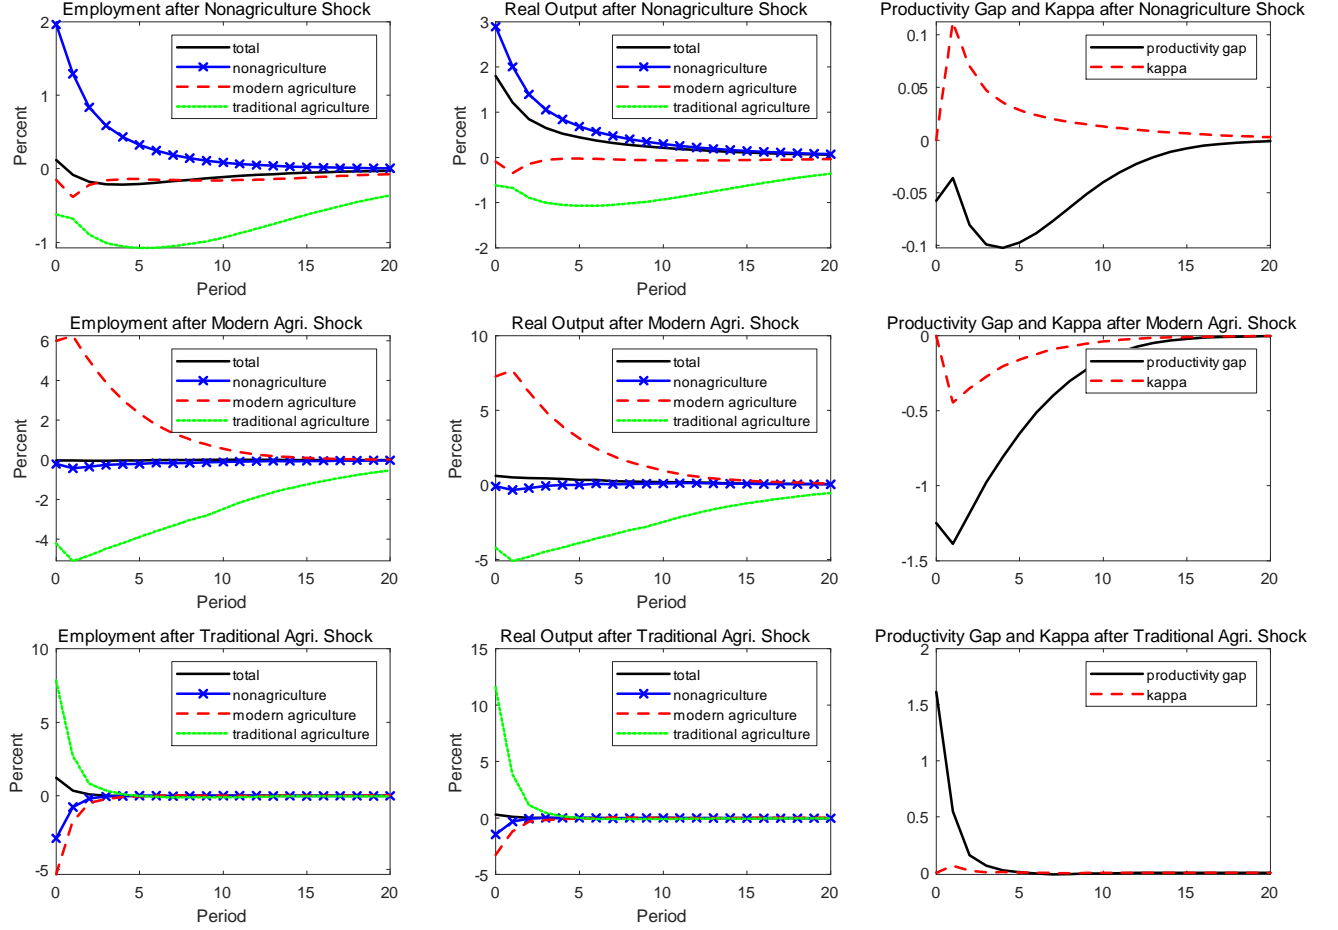 Employment after Nonagriculture Shock
Percent
2
1
0
-1
0 5 10 15 20
Period
total
nonagriculture
modern agriculture
traditional agriculture
Real Output after Nonagriculture Shock
Percent
3
2
1
0
-1
-2
0 5 10 15 20
Period
total
nonagriculture
modern agriculture
traditional agriculture
Productivity Gap and Kappa after Nonagriculture Shock
0.1
0.05
0
-0.05
-0.1
0 5 10 15 20
productivity gap
kappa
Employment after Modern Agri. Shock
Percent
6
4
2
0
-2
-4
0 5 10 15 20
Period
total
nonagriculture
modern agriculture
traditional agriculture
Real Output after Modern Agri. Shock
Percent
10
5
0
-5
0 5 10 15 20
Period
total
nonagriculture
modern agriculture
traditional agriculture
Productivity Gap and Kappa after Modern Agri. Shock
0
-0.5
-1
-1.5
0 5 10 15 20
productivity gap
kappa
Employment after Traditional Agri. Shock
Percent
10
5
0
-5
0 5 10 15 20
Period
total
nonagriculture
modern agriculture
traditional agriculture
Real Output after Traditional Agri. Shock
Percent
15
10
5
0
-5
0 5 10 15 20
Period
total
nonagriculture
modern agriculture
traditional agriculture
Productivity Gap and Kappa after Traditional Agri. Shock
2
1.5
1
0.5
0
0 5 10 15 20
productivity gap
kappa